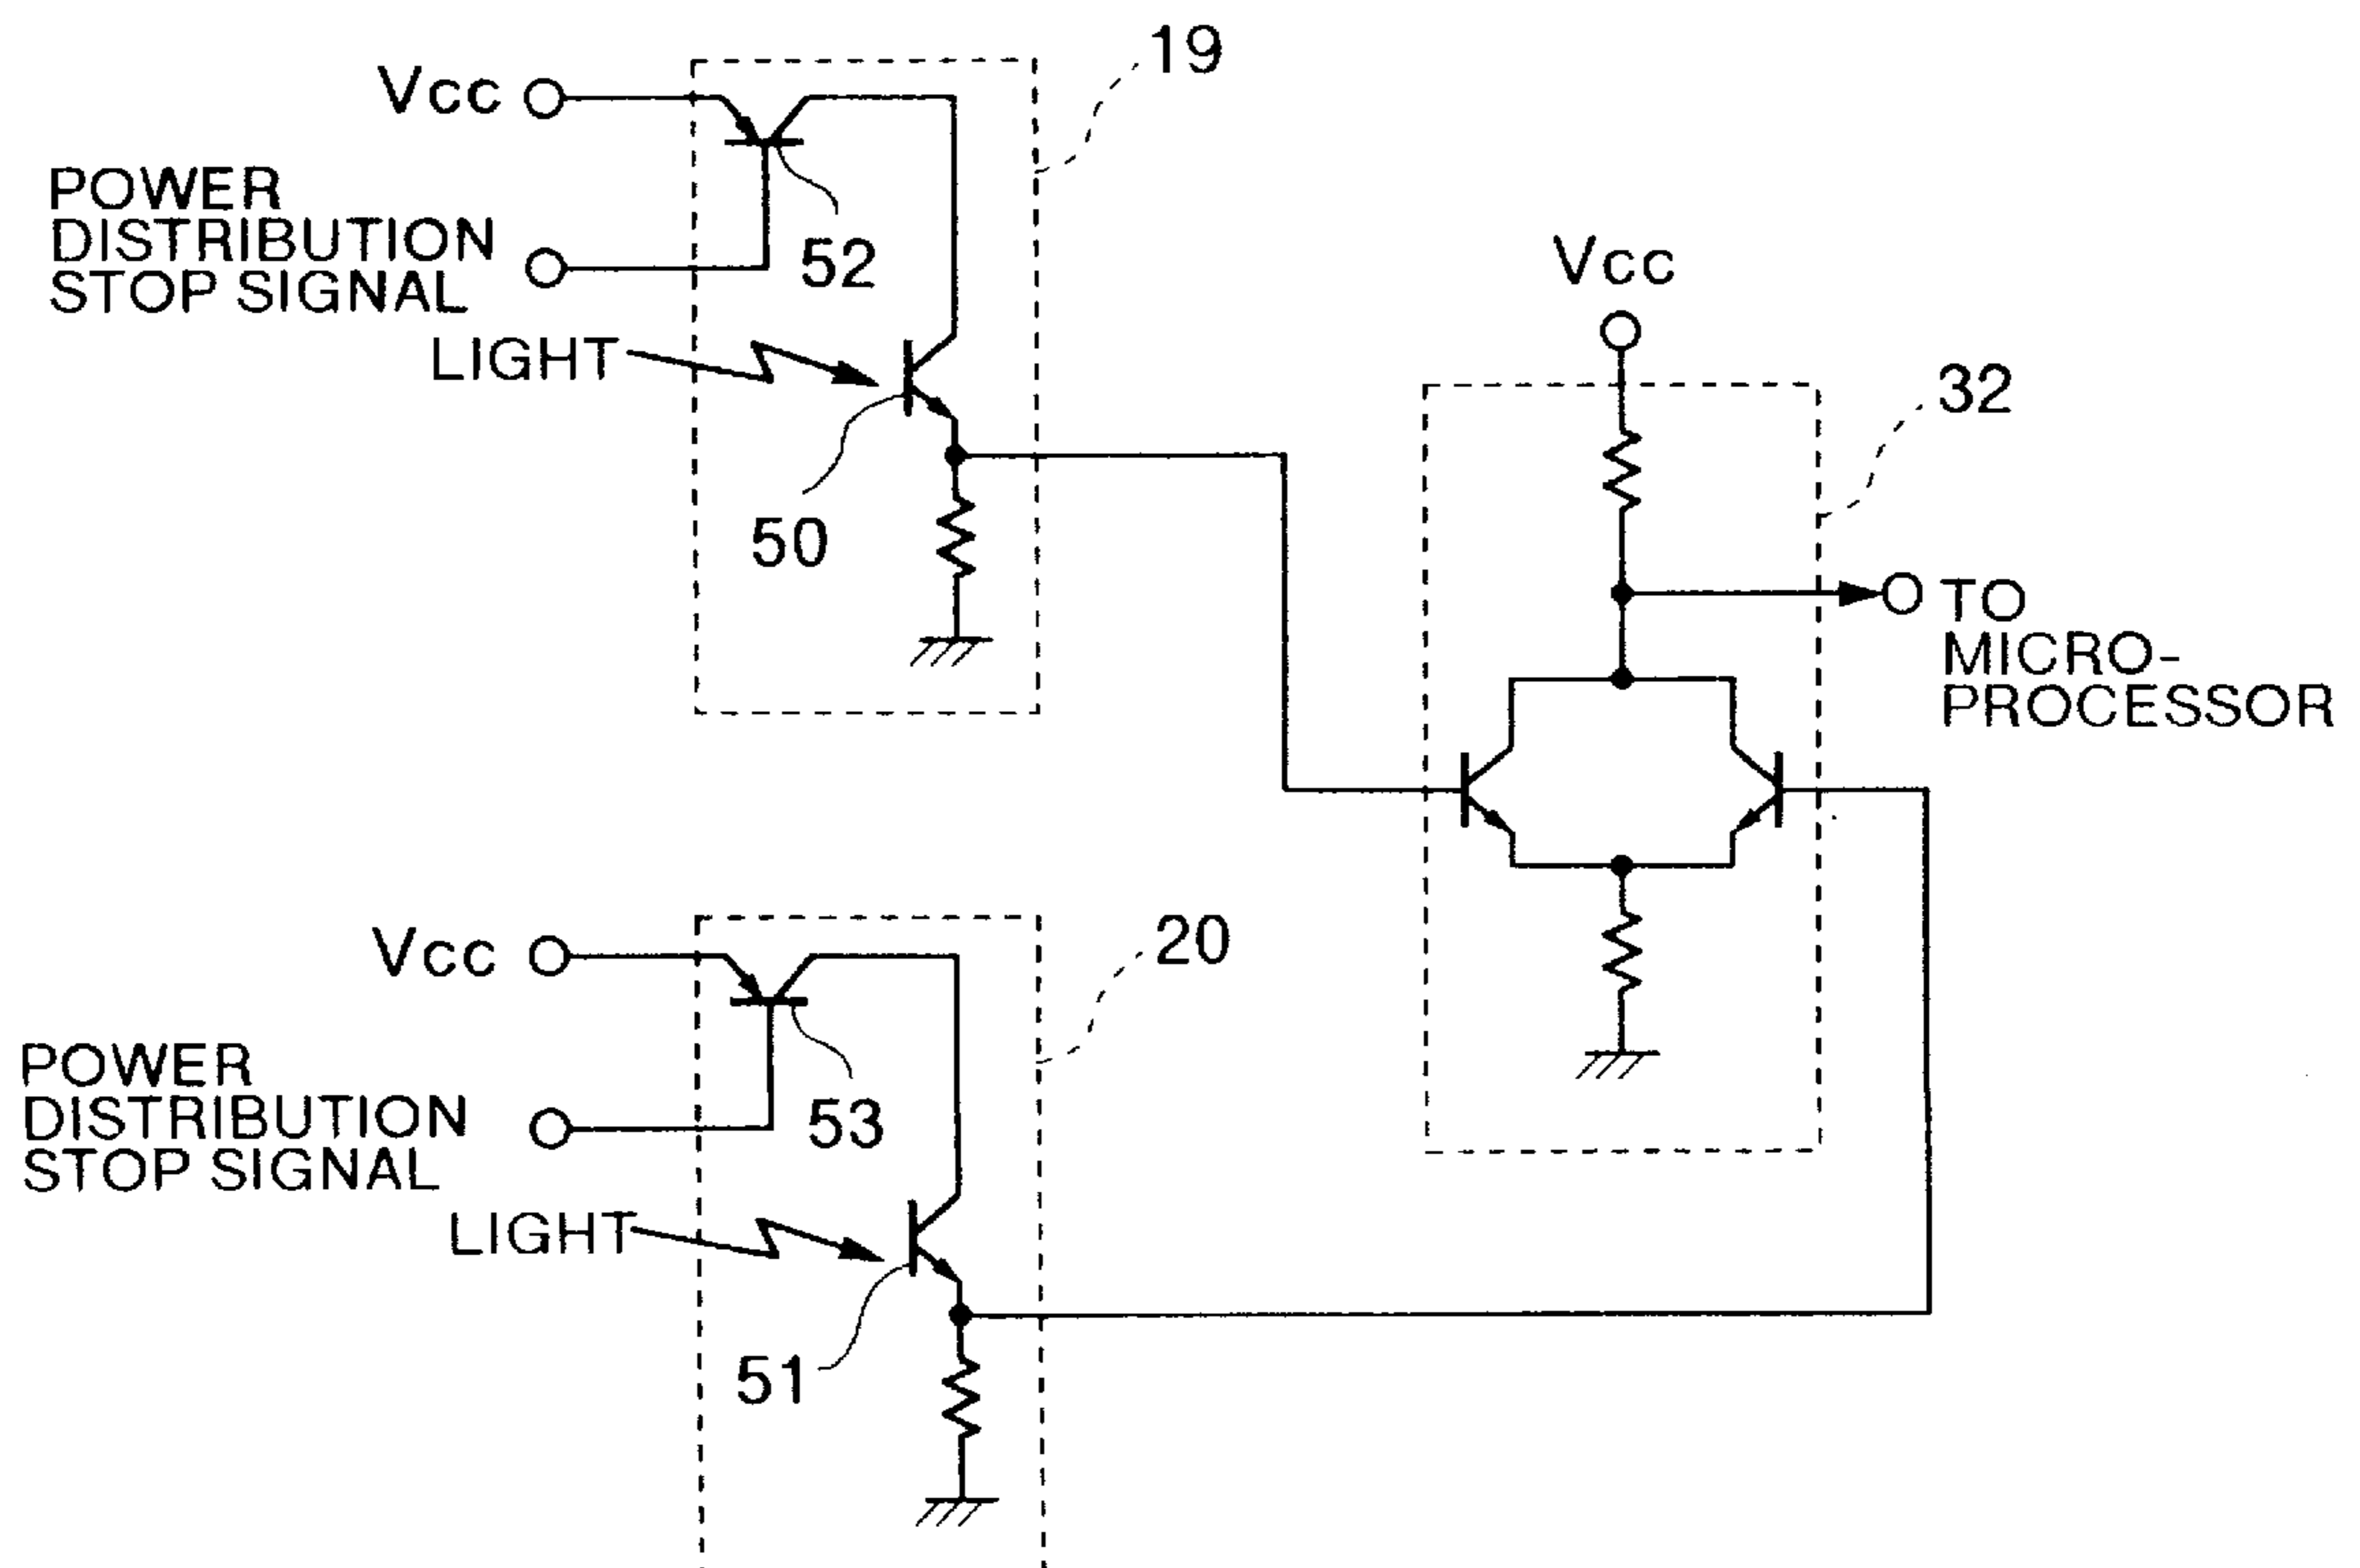 19
Vcc
POWER
DISTRIBUTION
STOP SIGNAL
52
LIGHT
50
Vcc
32
TO
MICRO-
PROCESSOR
20
Vcc
POWER
DISTRIBUTION
STOP SIGNAL
53
LIGHT
51